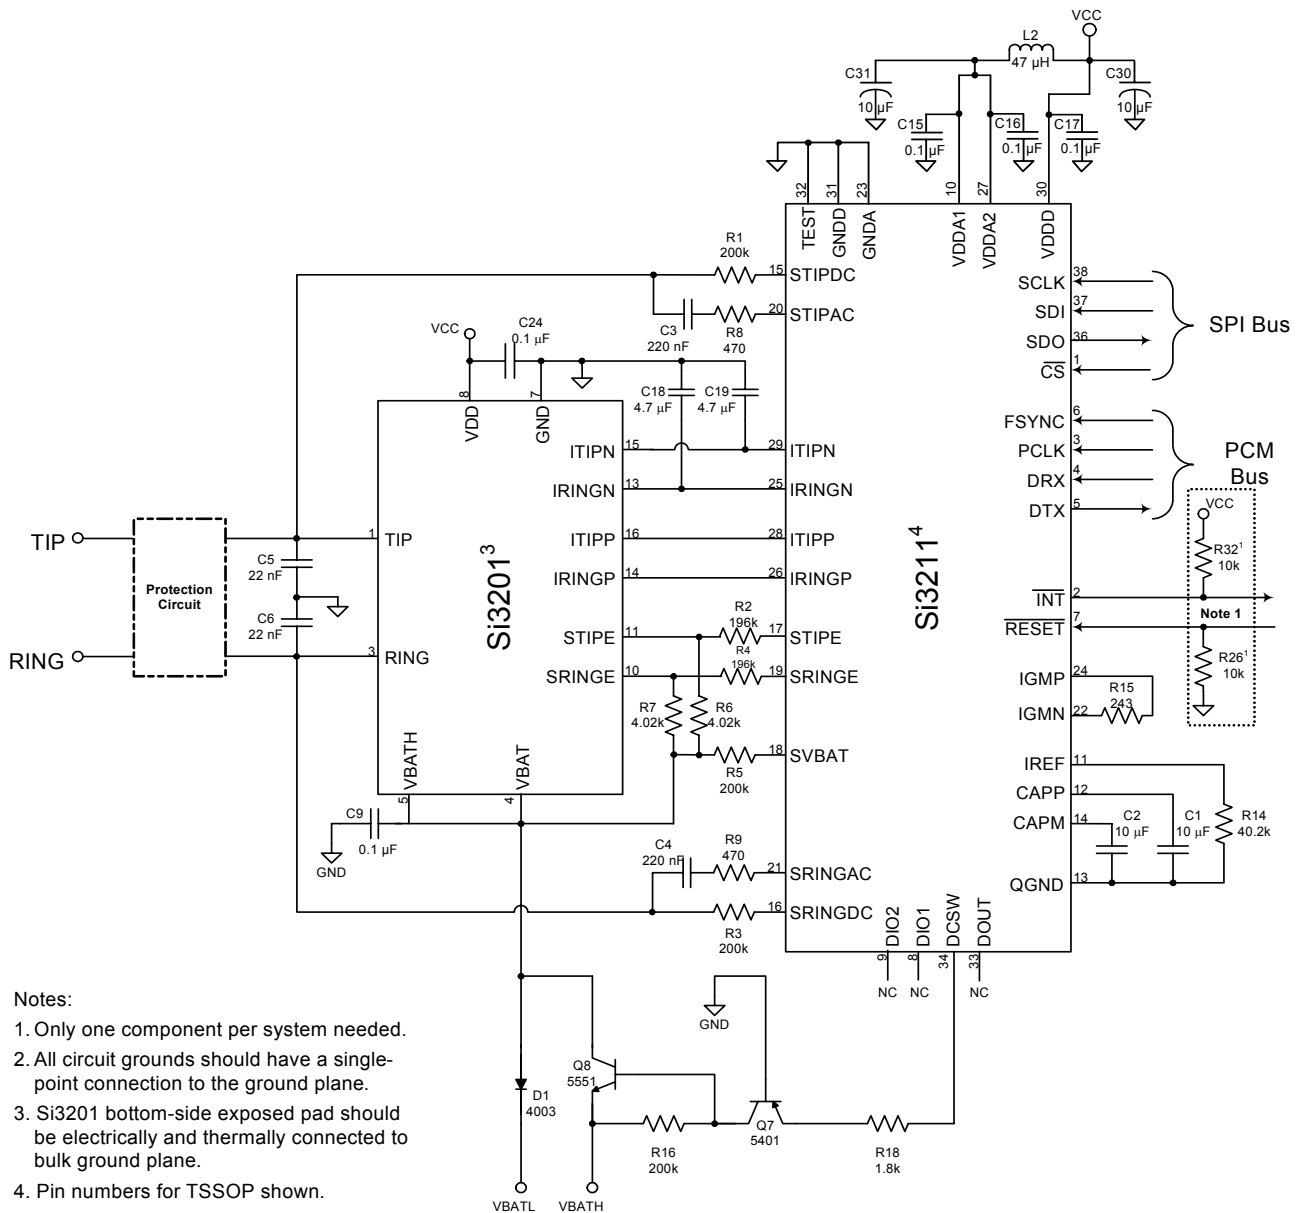 VCC
L2
47 µH
C31
10 µF
C30
10 µF
C15
0.1 µF
C16
0.1 µF
C17
0.1 µF
32
31
23
10
27
30
TEST
GNDD
GNDA
VDDA1
VDDA2
VDDD
R1
200k
15
STIPDC
C3
220 nF
R8
470
20
STIPAC
SCLK
38
SDI
37
SDO
36
CS
1
SPI Bus
FSYNC
6
PCLK
3
DRX
4
DTX
5
PCM
Bus
VCC
C24
0.1 µF
8
7
VDD
GND
C18
4.7 µF
C19
4.7 µF
ITIPN
15
29
ITIPN
IRINGN
13
25
IRINGN
ITIPP
16
28
ITIPP
IRINGP
14
26
IRINGP
STIPE
11
R2
196k
17
STIPE
SRINGE
10
R4
196k
19
SRINGE
R7
4.02k
R6
4.02k
R5
200k
18
SVBAT
TIP
RING
Protection
Circuit
C5
22 nF
C6
22 nF
1
TIP
3
RING
Si3201³
Si3211⁴
VBATH
5
VBAT
4
C9
0.1 µF
GND
VCC
R32¹
10k
Note 1
R26¹
10k
INT
2
RESET
7
IGMP
24
IGMN
22
R15
243
IREF
11
CAPP
12
CAPM
14
QGND
13
C2
10 µF
C1
10 µF
R14
40.2k
C4
220 nF
R9
470
21
SRINGAC
R3
200k
16
SRINGDC
DIO2
DIO1
DCSW
DOUT
9
8
34
33
NC
NC
NC
GND
Q8
5551
D1
4003
R16
200k
Q7
5401
R18
1.8k
VBATL
VBATH
Notes:
1. Only one component per system needed.
2. All circuit grounds should have a single-
point connection to the ground plane.
3. Si3201 bottom-side exposed pad should
be electrically and thermally connected to
bulk ground plane.
4. Pin numbers for TSSOP shown.